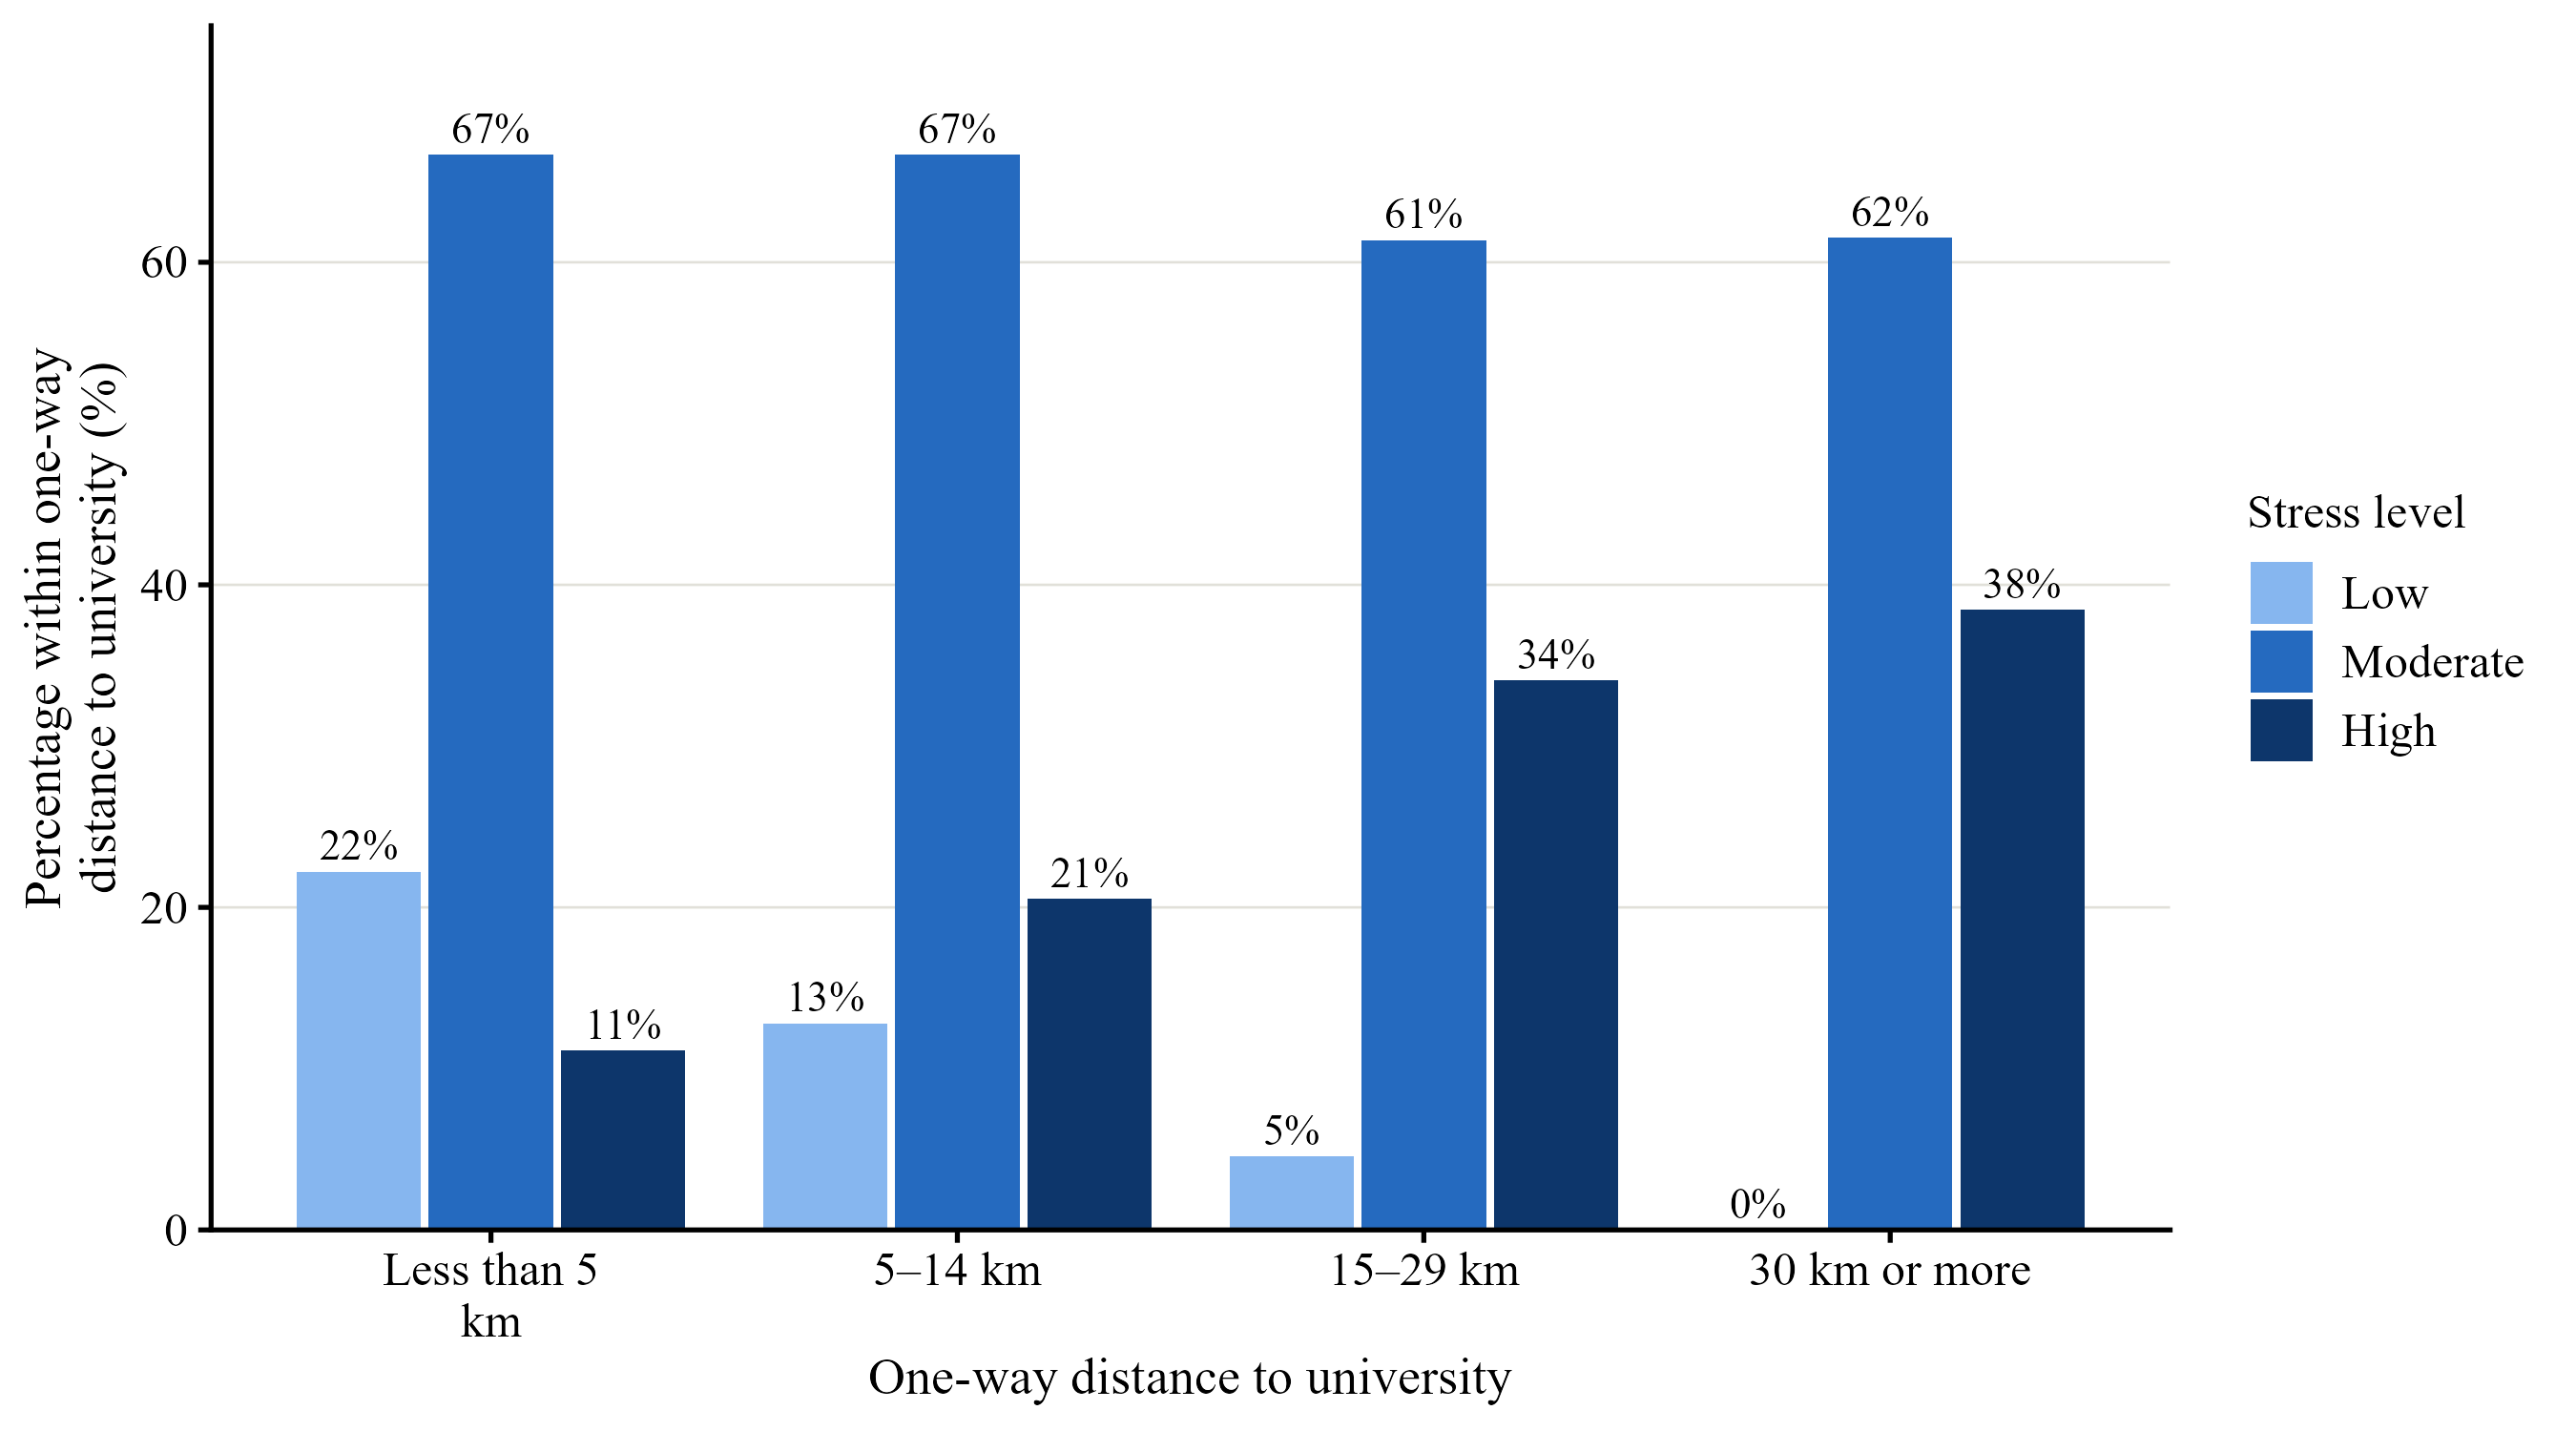 Percentage within one-way
distance to university (%)
60
40
20
0
22%
67%
11%
13%
67%
21%
5%
61%
34%
0%
62%
38%
Less than 5
km
5–14 km
15–29 km
30 km or more
One-way distance to university
Stress level
Low
Moderate
High